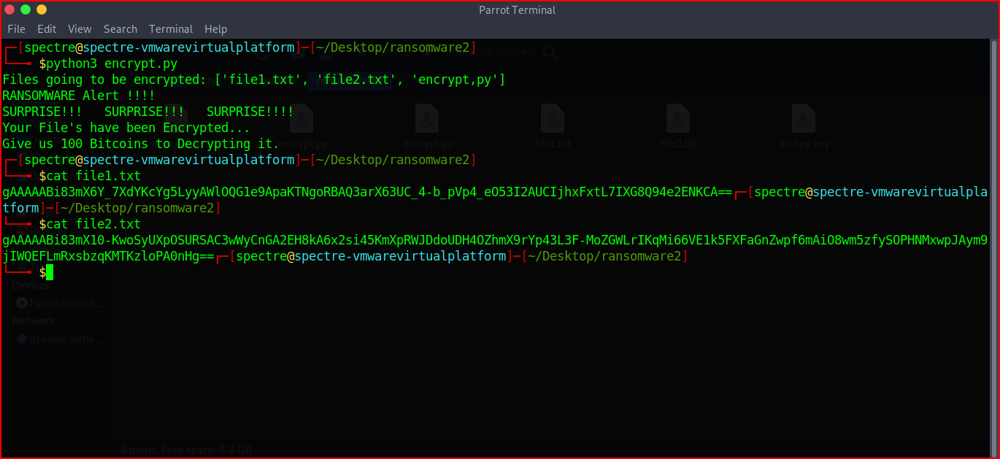 Parrot Terminal
File Edit View Search Terminal Help
[spectre@spectre-vmwarevirtualplatform]─[~/Desktop/ransomware2]
$python3 encrypt.py
Files going to be encrypted: ['file1.txt', 'file2.txt', 'encrypt,py']
RANSOMWARE Alert !!!!
SURPRISE!!!   SURPRISE!!!   SURPRISE!!!!
Your File's have been Encrypted...
Give us 100 Bitcoins to Decrypting it.
[spectre@spectre-vmwarevirtualplatform]─[~/Desktop/ransomware2]
$cat file1.txt
gAAAAABi83mX6Y_7XdYKcYg5LyyAWlOQG1e9ApaKTNgoRBAQ3arX63UC_4-b_pVp4_eO53I2AUCIjhxFxtL7IXG8Q94e2ENKCA==[spectre@spectre-vmwarevirtualpla
tform]─[~/Desktop/ransomware2]
$cat file2.txt
gAAAAABi83mX10-KwoSyUXpOSURSAC3wWyCnGA2EH8kA6x2si45KmXpRWJDdoUDH4OZhmX9rYp43L3F-MoZGWLrIKqMi66VE1k5FXFaGnZwpf6mAiO8wm5zfySOPHNMxwpJAym9
jIWQEFLmRxsbzqKMTKzloPA0nHg==[spectre@spectre-vmwarevirtualplatform]─[~/Desktop/ransomware2]
$
encrypt.py
encrypt,py
file1.txt
file2.txt
thekey.key
Devices
Parrot securit...
Network
Browse Netw...
6 items, Free space: 6.8 GB